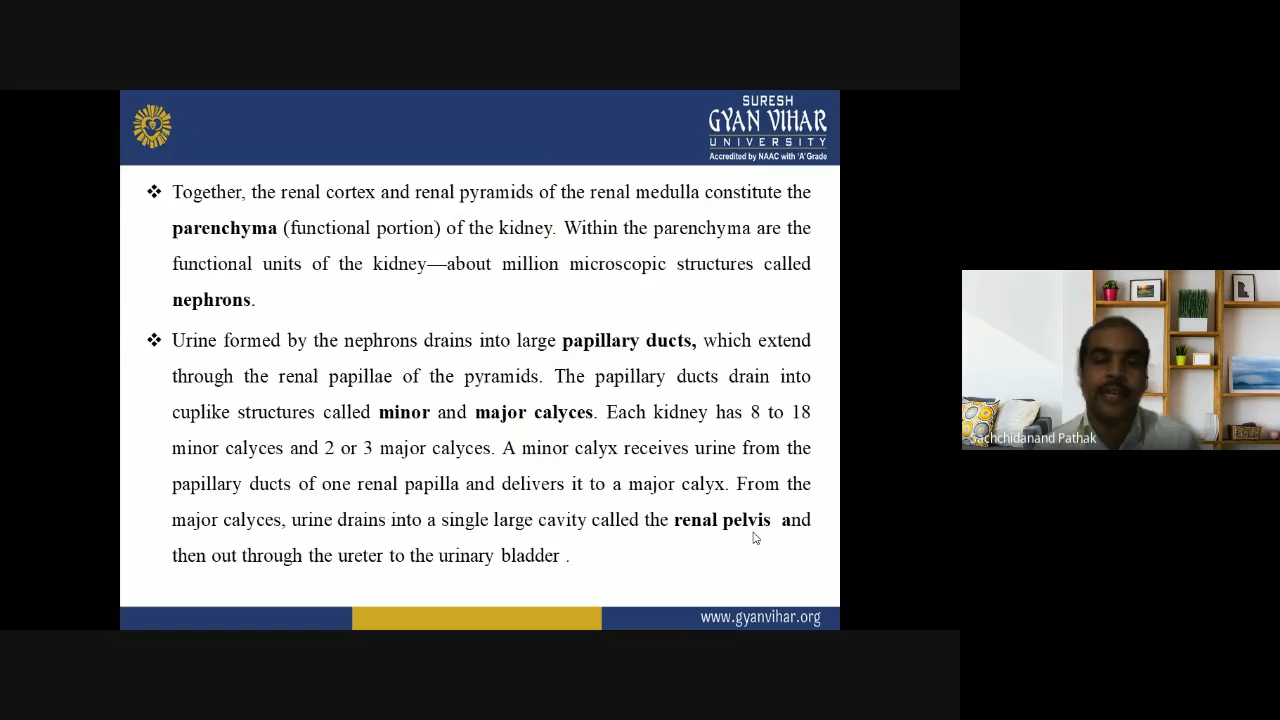 SURESH
GYAN VIHAR
UNIVERSITY
Accredited by NAAC with 'A' Grade
❖ Together, the renal cortex and renal pyramids of the renal medulla constitute the
parenchyma (functional portion) of the kidney. Within the parenchyma are the
functional units of the kidney—about million microscopic structures called
nephrons.
❖ Urine formed by the nephrons drains into large papillary ducts, which extend
through the renal papillae of the pyramids. The papillary ducts drain into
cuplike structures called minor and major calyces. Each kidney has 8 to 18
minor calyces and 2 or 3 major calyces. A minor calyx receives urine from the
papillary ducts of one renal papilla and delivers it to a major calyx. From the
major calyces, urine drains into a single large cavity called the renal pelvis and
then out through the ureter to the urinary bladder .
www.gyanvihar.org
Sachchidanand Pathak